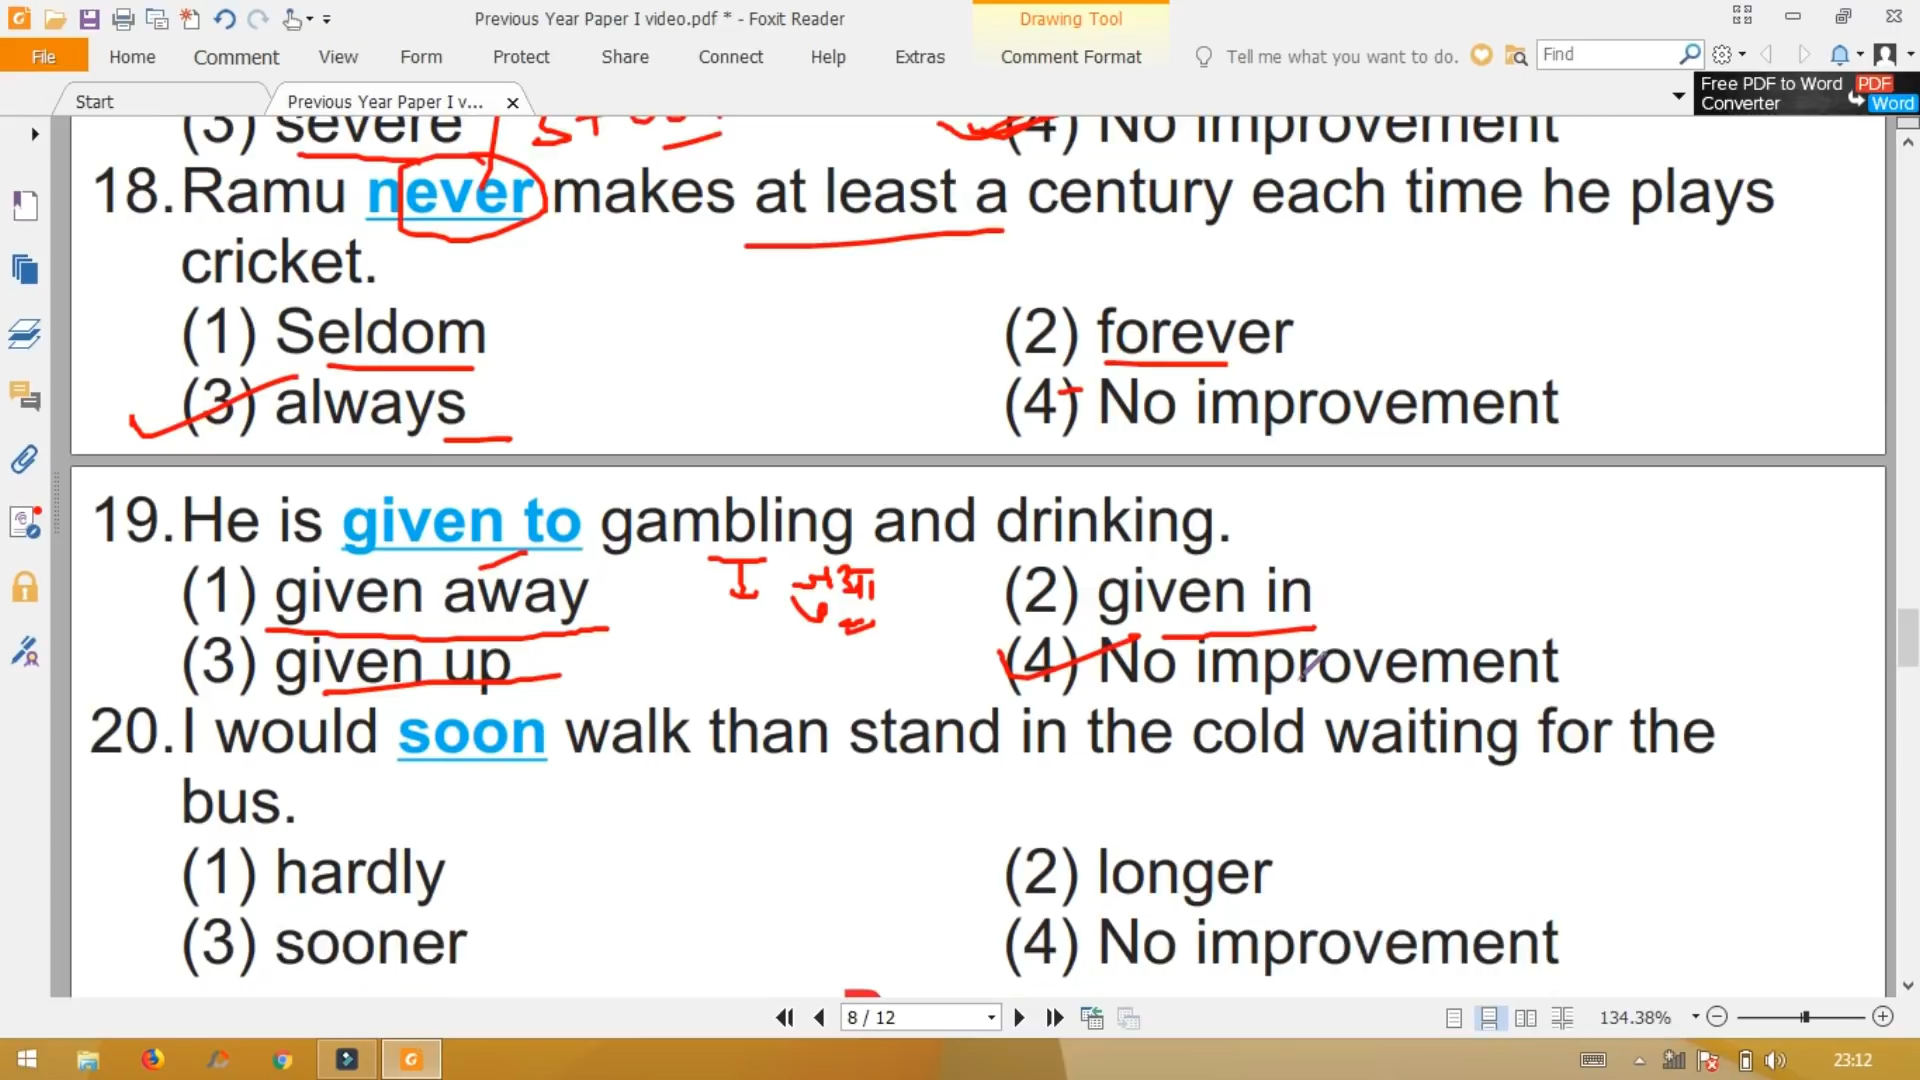 Previous Year Paper I video.pdf * - Foxit Reader
Drawing Tool
File Home Comment View Form Protect Share Connect Help Extras Comment Format Tell me what you want to do. Find
Start Previous Year Paper I v...
Free PDF to Word Converter PDF Word
(3) severe (4) No improvement
18. Ramu never makes at least a century each time he plays
cricket.
(1) Seldom (2) forever
(3) always (4) No improvement
19. He is given to gambling and drinking.
(1) given away (2) given in
(3) given up (4) No improvement
20. I would soon walk than stand in the cold waiting for the
bus.
(1) hardly (2) longer
(3) sooner (4) No improvement
8 / 12 134.38%
23:12